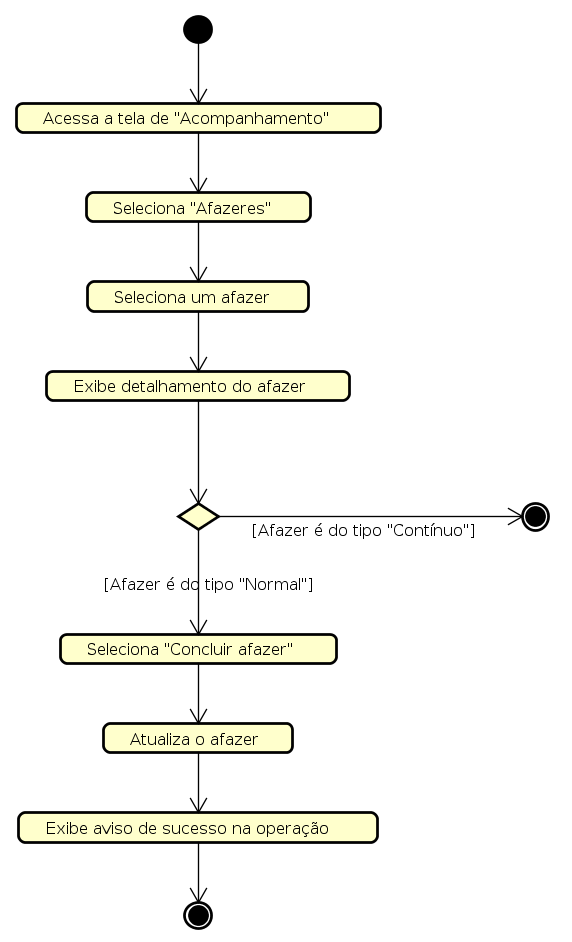 Acessa a tela de "Acompanhamento"
Seleciona "Afazeres"
Seleciona um afazer
Exibe detalhamento do afazer
[Afazer é do tipo "Contínuo"]
[Afazer é do tipo "Normal"]
Seleciona "Concluir afazer"
Atualiza o afazer
Exibe aviso de sucesso na operação